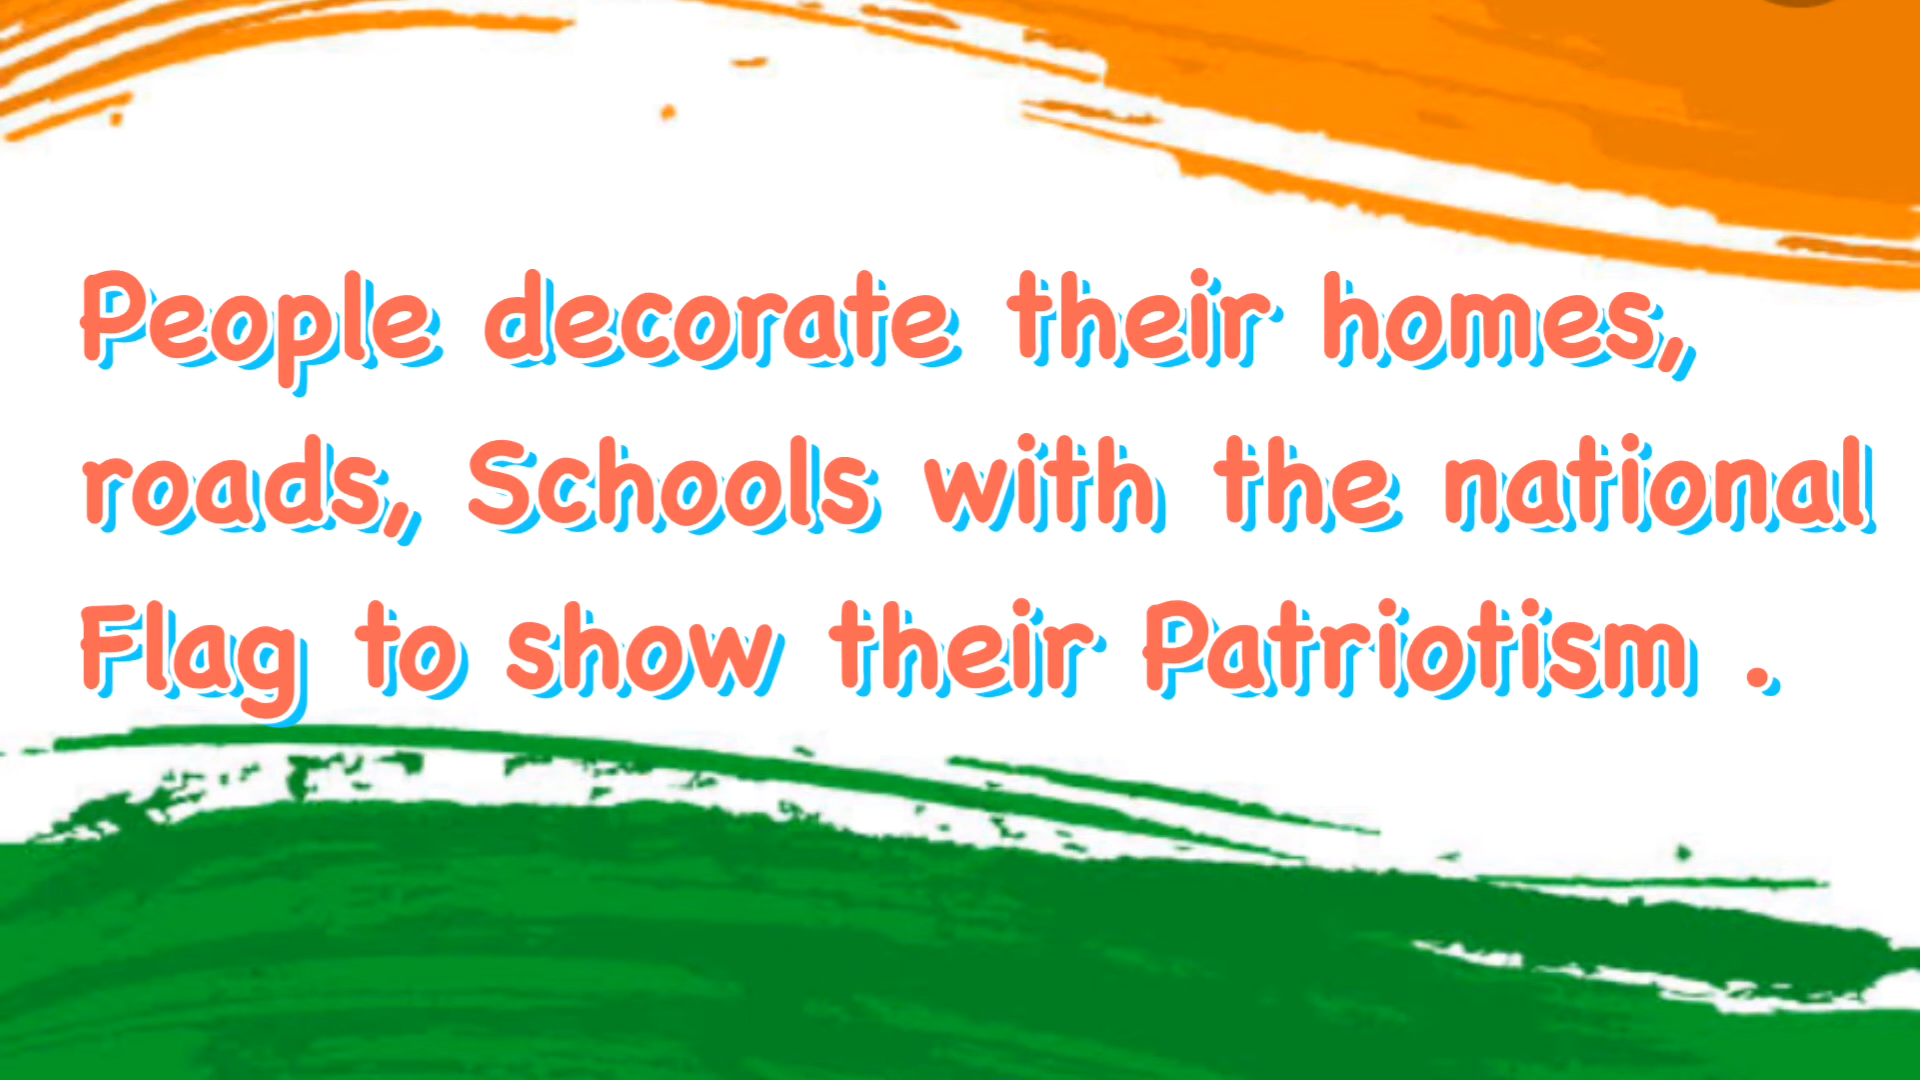 People decorate their homes,
roads, Schools with the national
Flag to show their Patriotism .